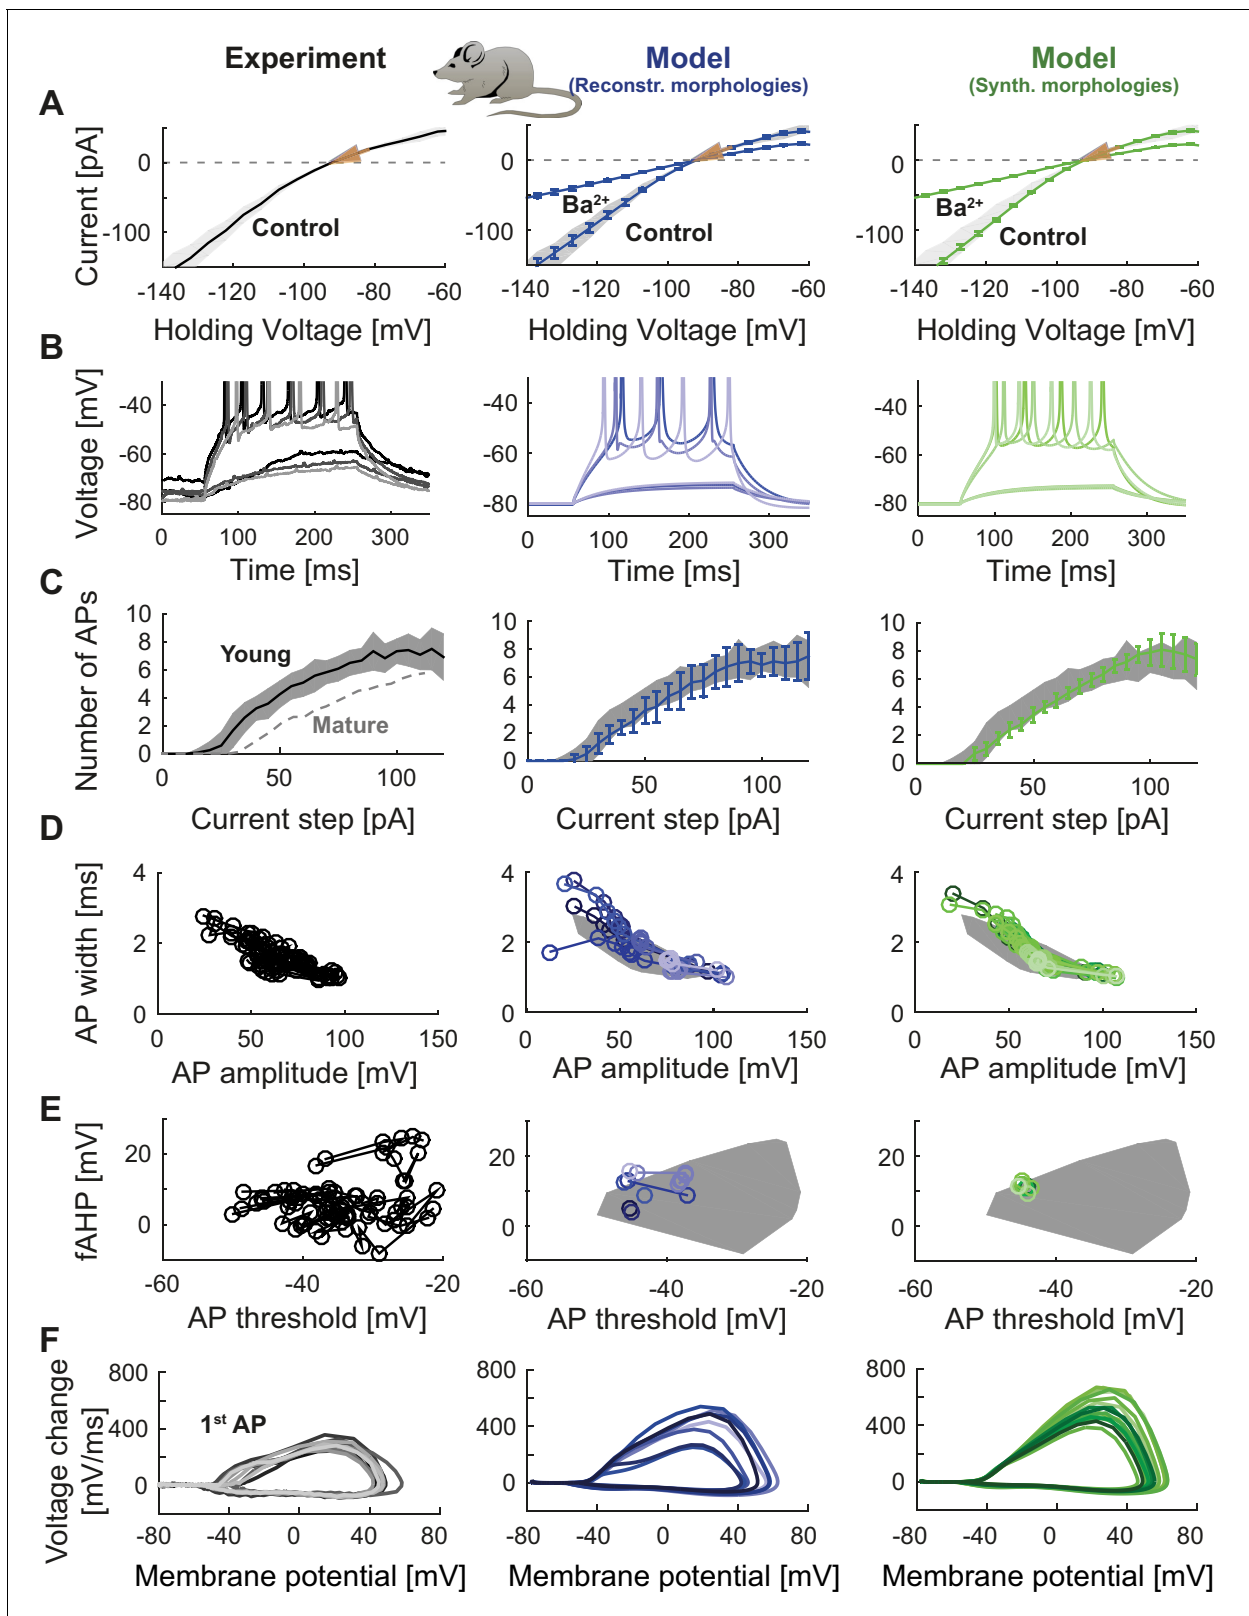 Experiment
Model
(Reconstr. morphologies)
Model
(Synth. morphologies)
A
Current [pA]
0
-100
Control
-140 -120 -100 -80 -60
Holding Voltage [mV]
0
-100
Ba2+
Control
-140 -120 -100 -80 -60
Holding Voltage [mV]
0
-100
Ba2+
Control
-140 -120 -100 -80 -60
Holding Voltage [mV]
B
Voltage [mV]
-40
-60
-80
0 100 200 300
Time [ms]
-40
-60
-80
0 100 200 300
Time [ms]
-40
-60
-80
0 100 200 300
Time [ms]
C
Number of APs
10
8
6
4
2
0
Young
Mature
0 50 100
Current step [pA]
10
8
6
4
2
0
0 50 100
Current step [pA]
10
8
6
4
2
0
0 50 100
Current step [pA]
D
AP width [ms]
4
2
0
0 50 100 150
AP amplitude [mV]
4
2
0
0 50 100 150
AP amplitude [mV]
4
2
0
0 50 100 150
AP amplitude [mV]
E
fAHP [mV]
20
0
-60 -40 -20
AP threshold [mV]
20
0
-60 -40 -20
AP threshold [mV]
20
0
-60 -40 -20
AP threshold [mV]
F
Voltage change
[mV/ms]
800
400
0
1st AP
-80 -40 0 40 80
Membrane potential [mV]
800
400
0
-80 -40 0 40 80
Membrane potential [mV]
800
400
0
-80 -40 0 40 80
Membrane potential [mV]